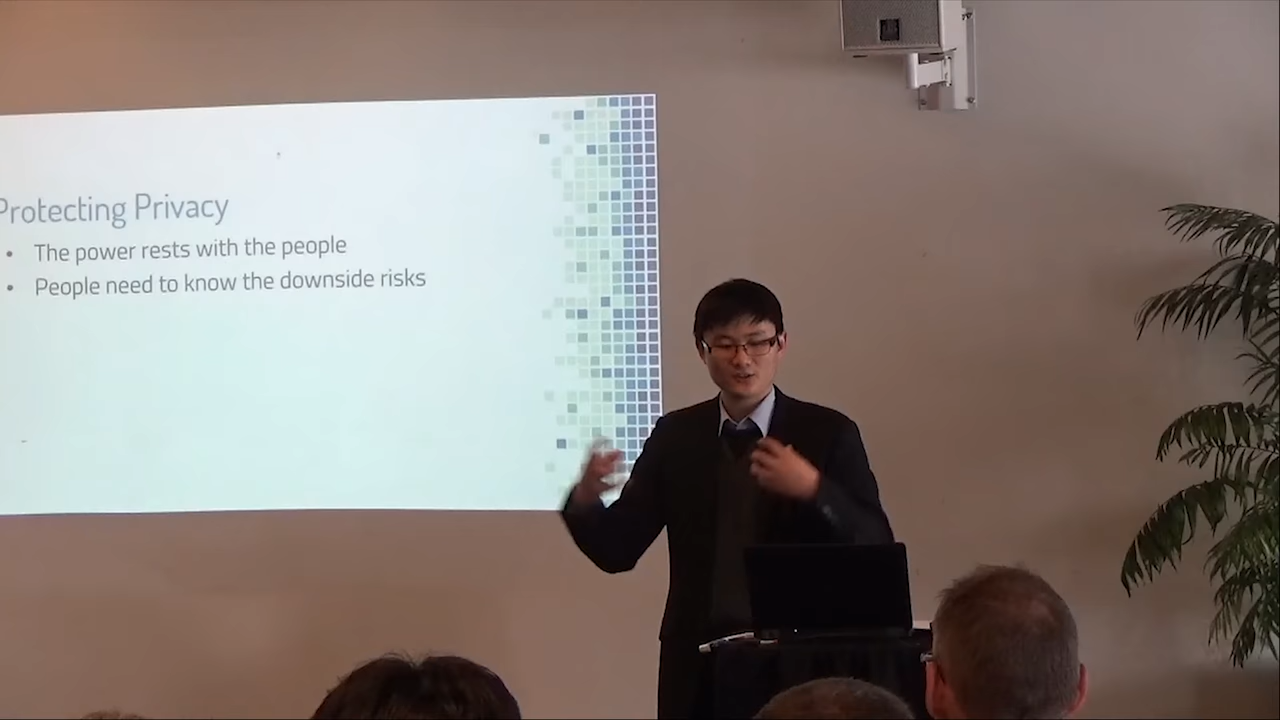 Protecting Privacy
• The power rests with the people
• People need to know the downside risks